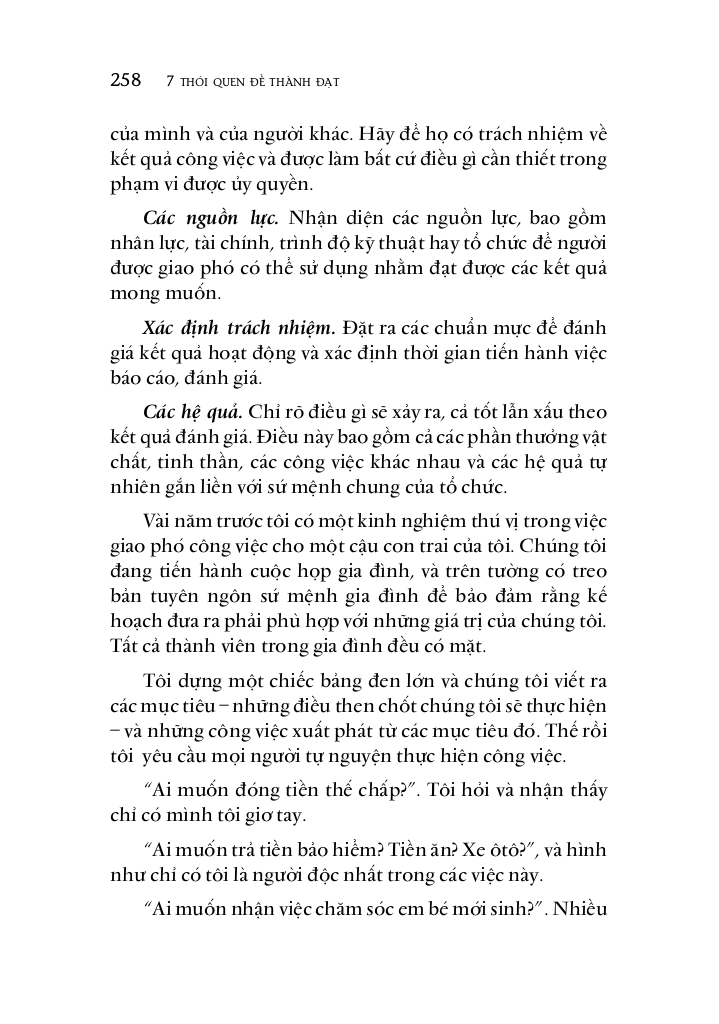 258 7 THÓI QUEN ĐỂ THÀNH ĐẠT
của mình và của người khác. Hãy để họ có trách nhiệm về
kết quả công việc và được làm bất cứ điều gì cần thiết trong
phạm vi được ủy quyền.
Các nguồn lực. Nhận diện các nguồn lực, bao gồm
nhân lực, tài chính, trình độ kỹ thuật hay tổ chức để người
được giao phó có thể sử dụng nhằm đạt được các kết quả
mong muốn.
Xác định trách nhiệm. Đặt ra các chuẩn mực để đánh
giá kết quả hoạt động và xác định thời gian tiến hành việc
báo cáo, đánh giá.
Các hệ quả. Chỉ rõ điều gì sẽ xảy ra, cả tốt lẫn xấu theo
kết quả đánh giá. Điều này bao gồm cả các phần thưởng vật
chất, tinh thần, các công việc khác nhau và các hệ quả tự
nhiên gắn liền với sứ mệnh chung của tổ chức.
Vài năm trước tôi có một kinh nghiệm thú vị trong việc
giao phó công việc cho một cậu con trai của tôi. Chúng tôi
đang tiến hành cuộc họp gia đình, và trên tường có treo
bản tuyên ngôn sứ mệnh gia đình để bảo đảm rằng kế
hoạch đưa ra phải phù hợp với những giá trị của chúng tôi.
Tất cả thành viên trong gia đình đều có mặt.
Tôi dựng một chiếc bảng đen lớn và chúng tôi viết ra
các mục tiêu – những điều then chốt chúng tôi sẽ thực hiện
– và những công việc xuất phát từ các mục tiêu đó. Thế rồi
tôi yêu cầu mọi người tự nguyện thực hiện công việc.
“Ai muốn đóng tiền thế chấp?”. Tôi hỏi và nhận thấy
chỉ có mình tôi giơ tay.
“Ai muốn trả tiền bảo hiểm? Tiền ăn? Xe ôtô?”, và hình
như chỉ có tôi là người độc nhất trong các việc này.
“Ai muốn nhận việc chăm sóc em bé mới sinh?”. Nhiều